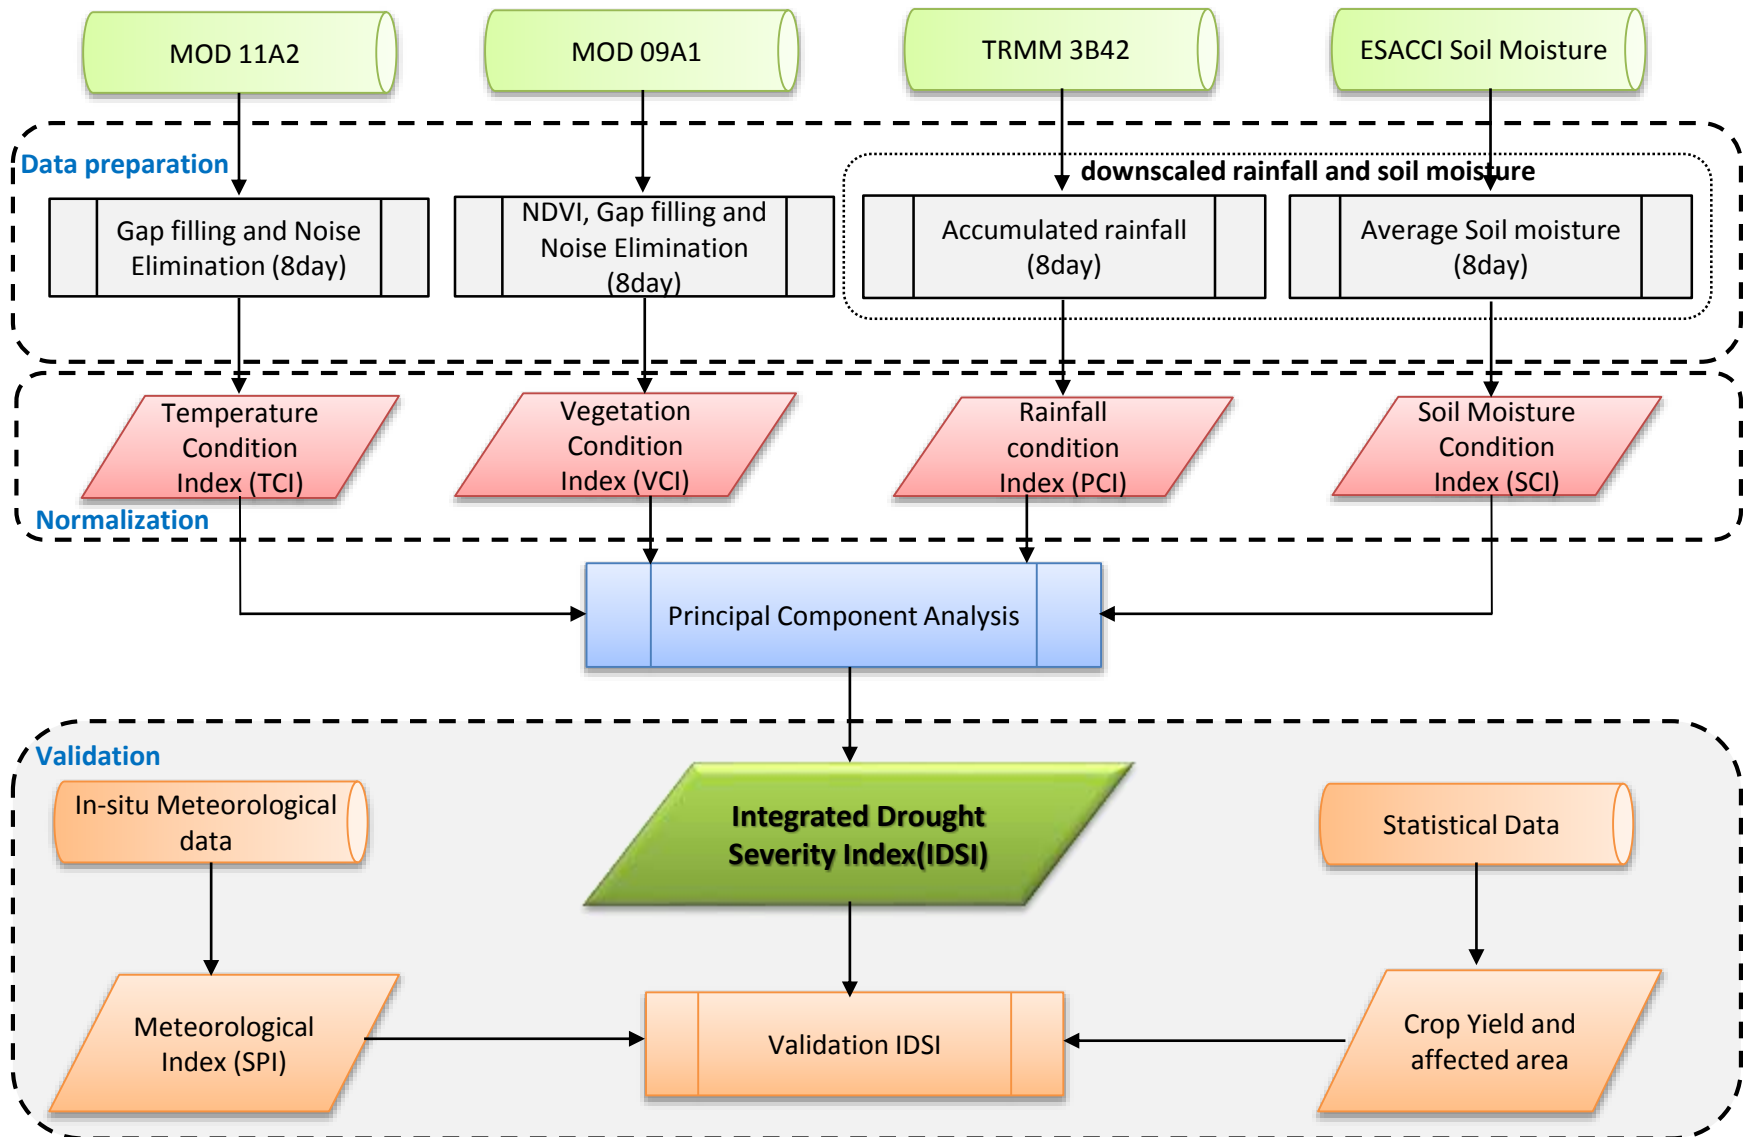 MOD 11A2
MOD 09A1
TRMM 3B42
ESACCI Soil Moisture
Data preparation
downscaled rainfall and soil moisture
Gap filling and Noise
Elimination (8day)
NDVI, Gap filling and
Noise Elimination
(8day)
Accumulated rainfall
(8day)
Average Soil moisture
(8day)
Temperature
Condition
Index (TCI)
Vegetation
Condition
Index (VCI)
Rainfall
condition
Index (PCI)
Soil Moisture
Condition
Index (SCI)
Normalization
Principal Component Analysis
Validation
In-situ Meteorological
data
Integrated Drought
Severity Index(IDSI)
Statistical Data
Meteorological
Index (SPI)
Validation IDSI
Crop Yield and
affected area